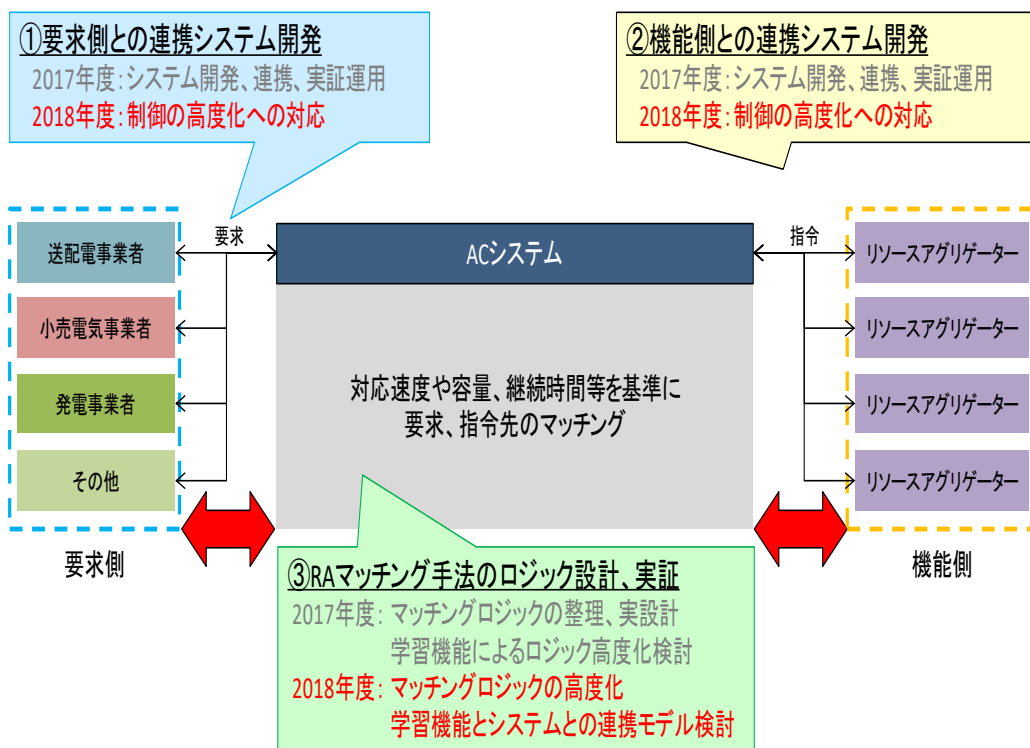 ①要求側との連携システム開発
2017年度：システム開発、連携、実証運用
2018年度：制御の高度化への対応
②機能側との連携システム開発
2017年度：システム開発、連携、実証運用
2018年度：制御の高度化への対応
送配電事業者
小売電気事業者
発電事業者
その他
要求側
要求
ACシステム
対応速度や容量、継続時間等を基準に
要求、指令先のマッチング
指令
リソースアグリゲーター
リソースアグリゲーター
リソースアグリゲーター
リソースアグリゲーター
機能側
③RAマッチング手法のロジック設計、実証
2017年度：マッチングロジックの整理、実設計
学習機能によるロジック高度化検討
2018年度：マッチングロジックの高度化
学習機能とシステムとの連携モデル検討